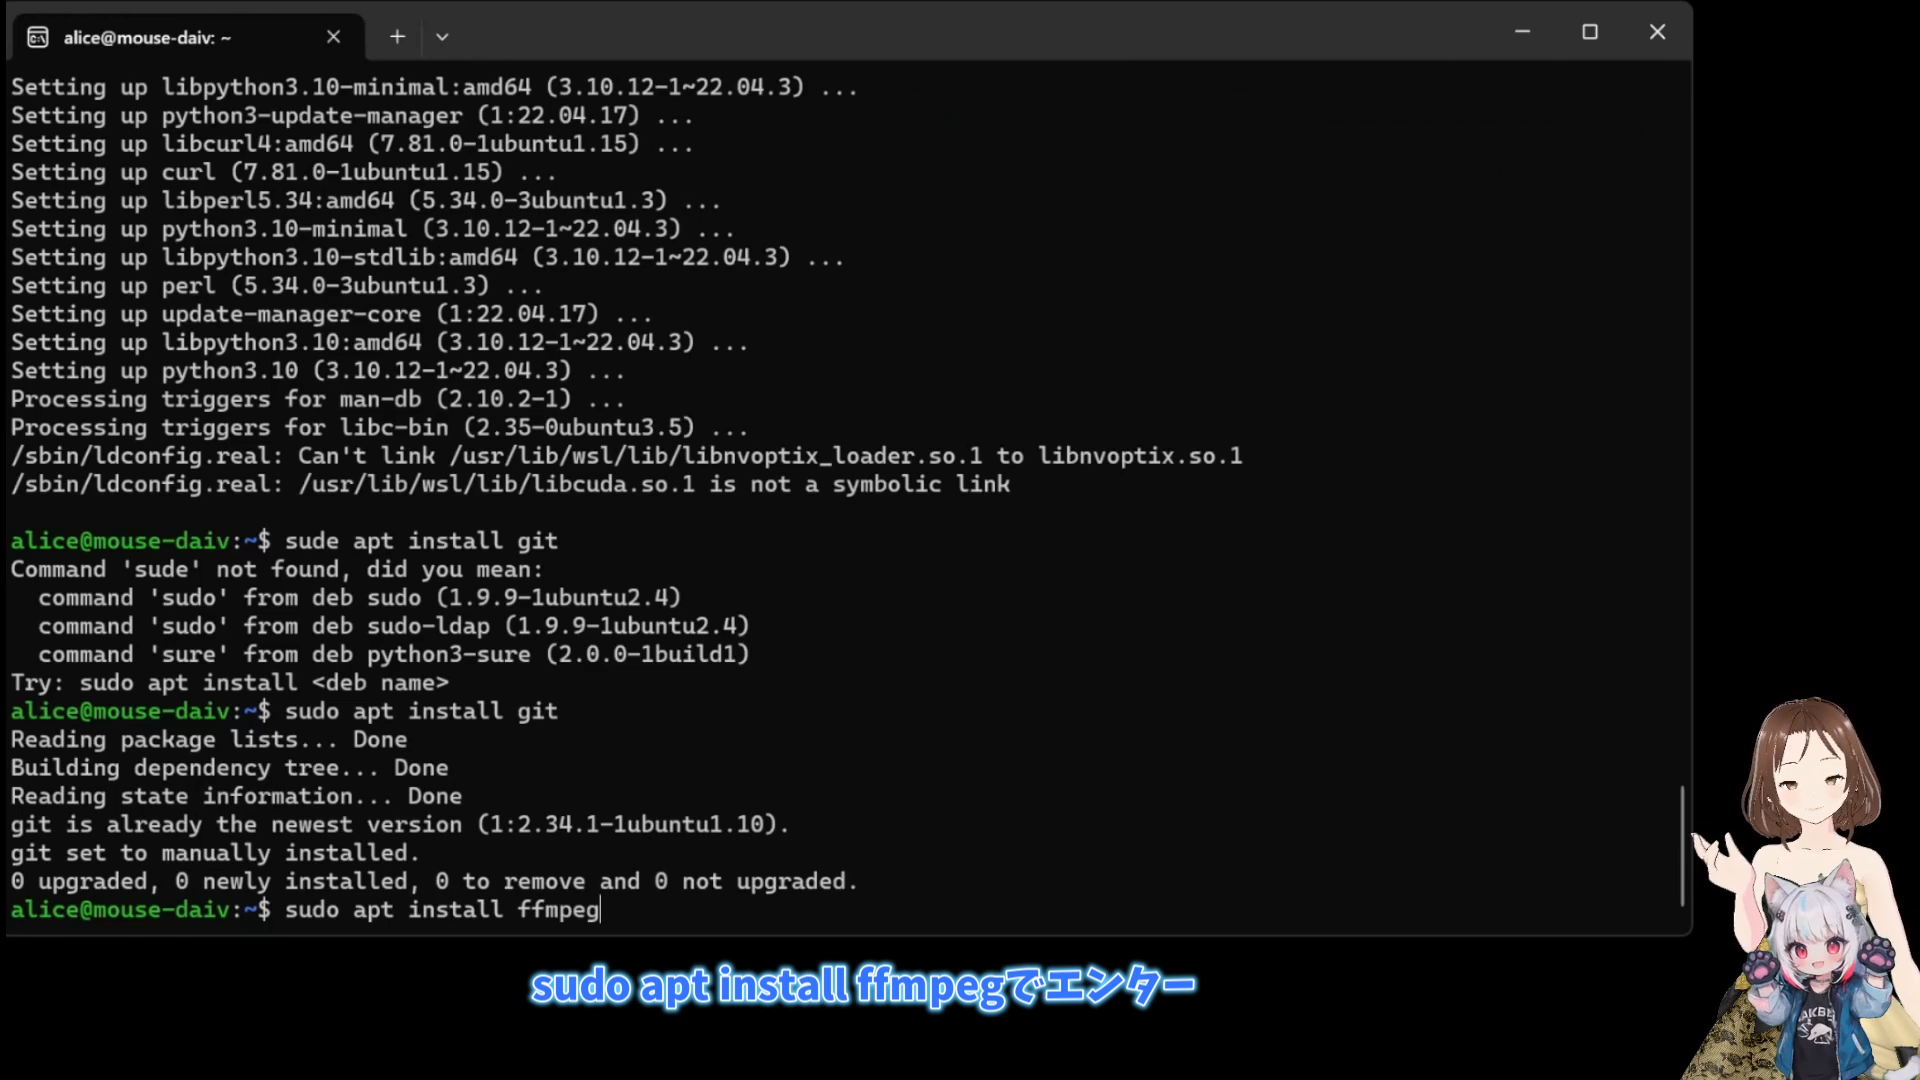 alice@mouse-daiv: ~
Setting up libpython3.10-minimal:amd64 (3.10.12-1~22.04.3) ...
Setting up python3-update-manager (1:22.04.17) ...
Setting up libcurl4:amd64 (7.81.0-1ubuntu1.15) ...
Setting up curl (7.81.0-1ubuntu1.15) ...
Setting up libperl5.34:amd64 (5.34.0-3ubuntu1.3) ...
Setting up python3.10-minimal (3.10.12-1~22.04.3) ...
Setting up libpython3.10-stdlib:amd64 (3.10.12-1~22.04.3) ...
Setting up perl (5.34.0-3ubuntu1.3) ...
Setting up update-manager-core (1:22.04.17) ...
Setting up libpython3.10:amd64 (3.10.12-1~22.04.3) ...
Setting up python3.10 (3.10.12-1~22.04.3) ...
Processing triggers for man-db (2.10.2-1) ...
Processing triggers for libc-bin (2.35-0ubuntu3.5) ...
/sbin/ldconfig.real: Can't link /usr/lib/wsl/lib/libnvoptix_loader.so.1 to libnvoptix.so.1
/sbin/ldconfig.real: /usr/lib/wsl/lib/libcuda.so.1 is not a symbolic link
alice@mouse-daiv:~$ sude apt install git
Command 'sude' not found, did you mean:
  command 'sudo' from deb sudo (1.9.9-1ubuntu2.4)
  command 'sudo' from deb sudo-ldap (1.9.9-1ubuntu2.4)
  command 'sure' from deb python3-sure (2.0.0-1build1)
Try: sudo apt install <deb name>
alice@mouse-daiv:~$ sudo apt install git
Reading package lists... Done
Building dependency tree... Done
Reading state information... Done
git is already the newest version (1:2.34.1-1ubuntu1.10).
git set to manually installed.
0 upgraded, 0 newly installed, 0 to remove and 0 not upgraded.
alice@mouse-daiv:~$ sudo apt install ffmpeg
sudo apt install ffmpegでエンター